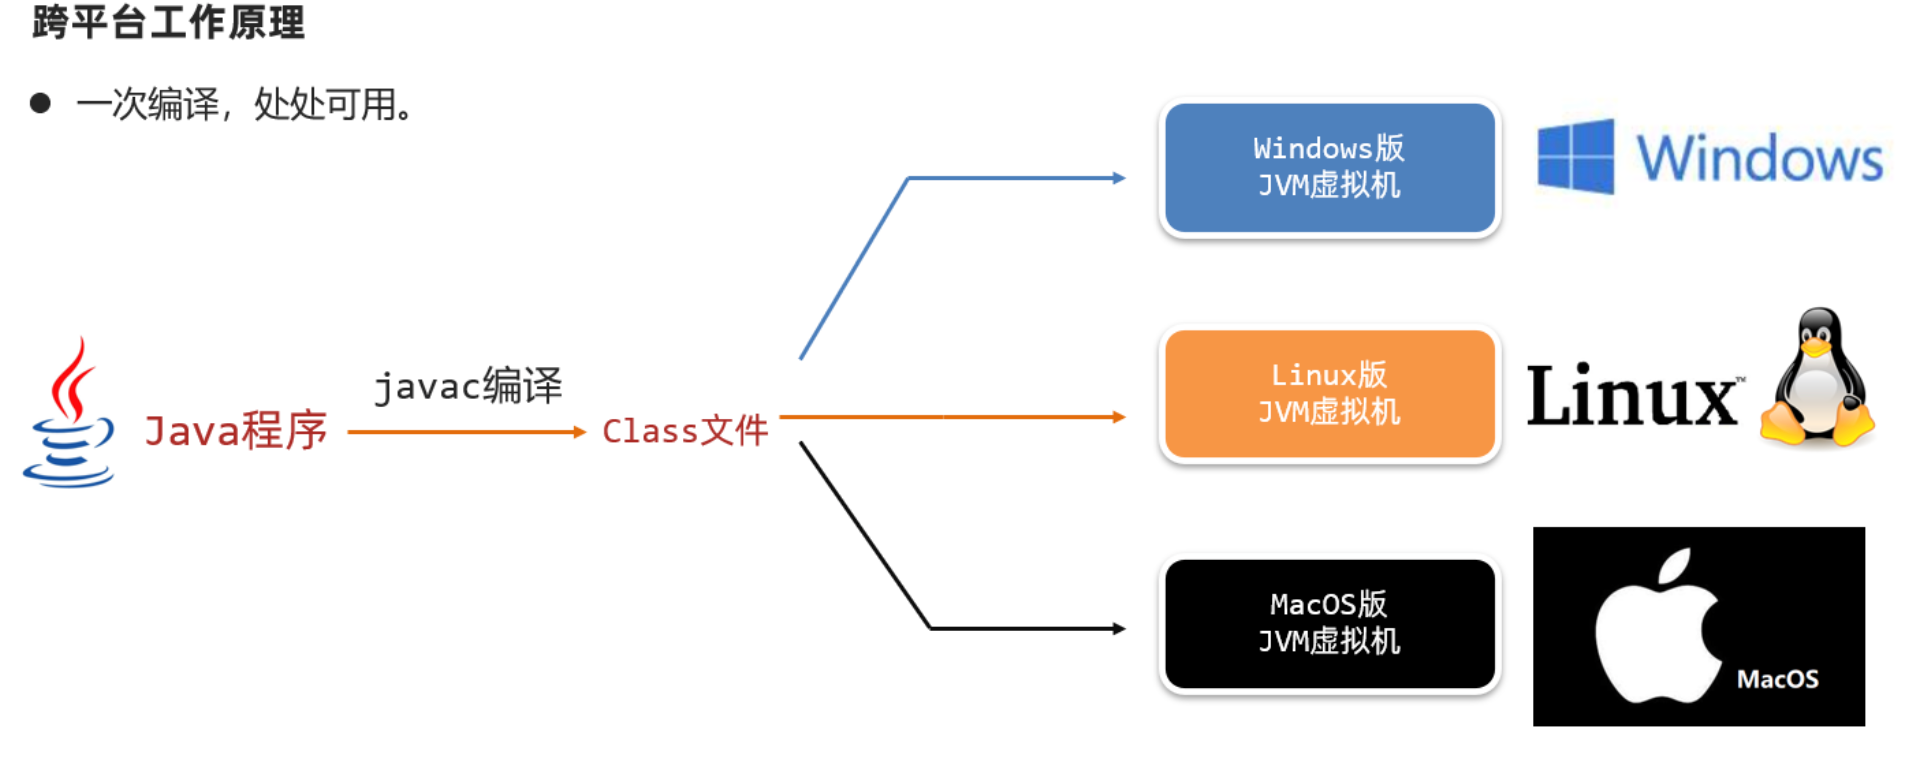 跨平台工作原理
● 一次编译，处处可用。
Windows版
JVM虚拟机
Windows
javac编译
Java程序
Class文件
Linux版
JVM虚拟机
Linux™
MacOS版
JVM虚拟机
MacOS